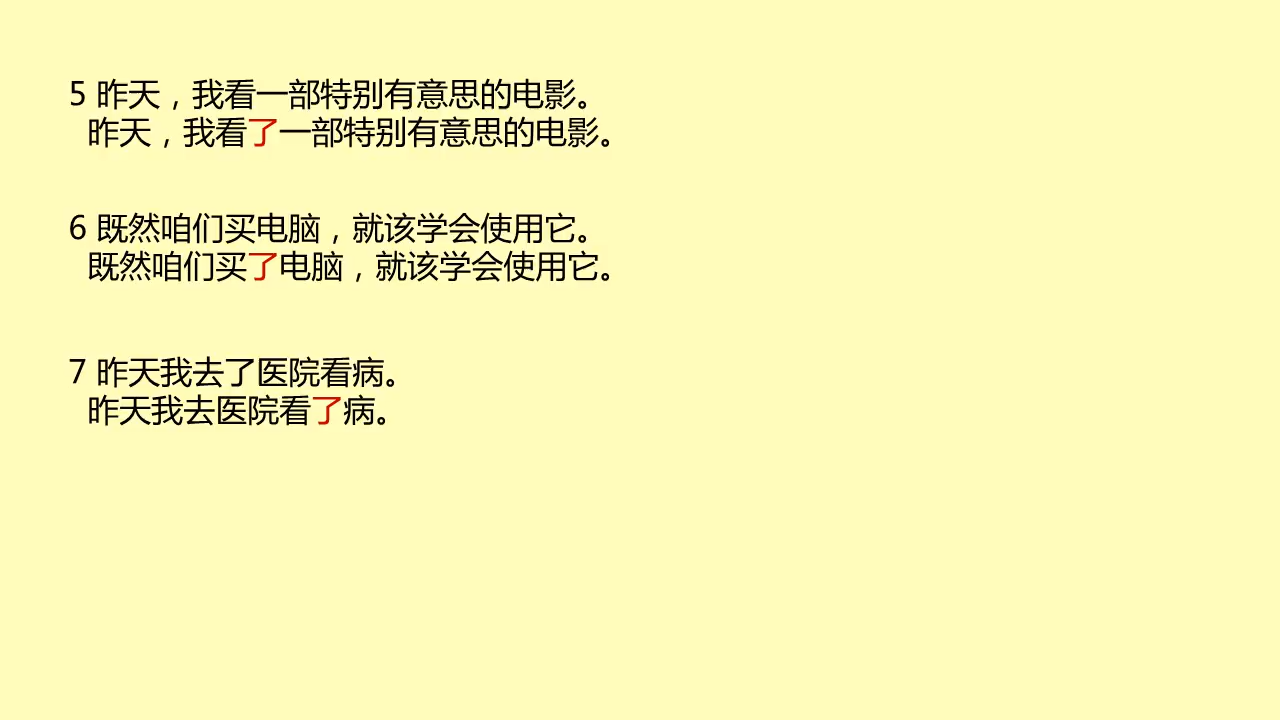 5 昨天，我看一部特别有意思的电影。
昨天，我看了一部特别有意思的电影。
6 既然咱们买电脑，就该学会使用它。
既然咱们买了电脑，就该学会使用它。
7 昨天我去了医院看病。
昨天我去医院看了病。